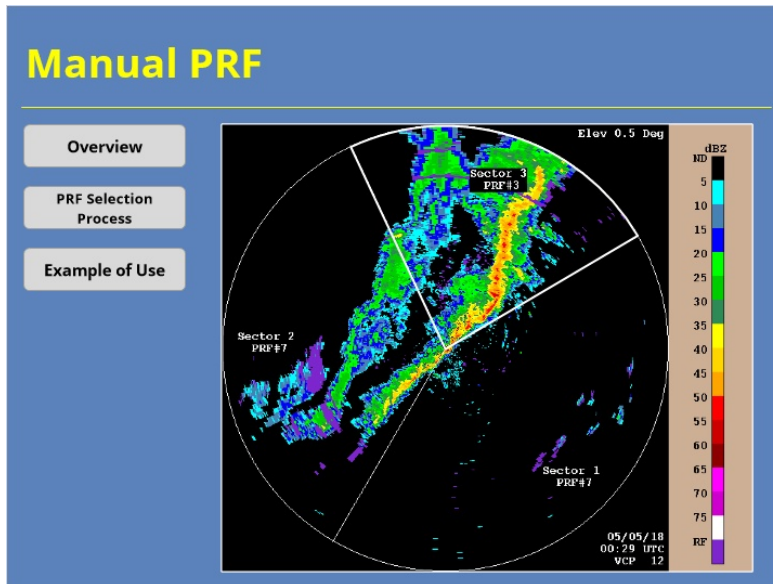 Manual PRF
Overview
PRF Selection
Process
Example of Use
Elev 0.5 Deg
Sector 3
PRF#3
Sector 2
PRF#7
Sector 1
PRF#7
05/05/18
00:29 UTC
VCP 12
dBZ
ND
5
10
15
20
25
30
35
40
45
50
55
60
65
70
75
RF